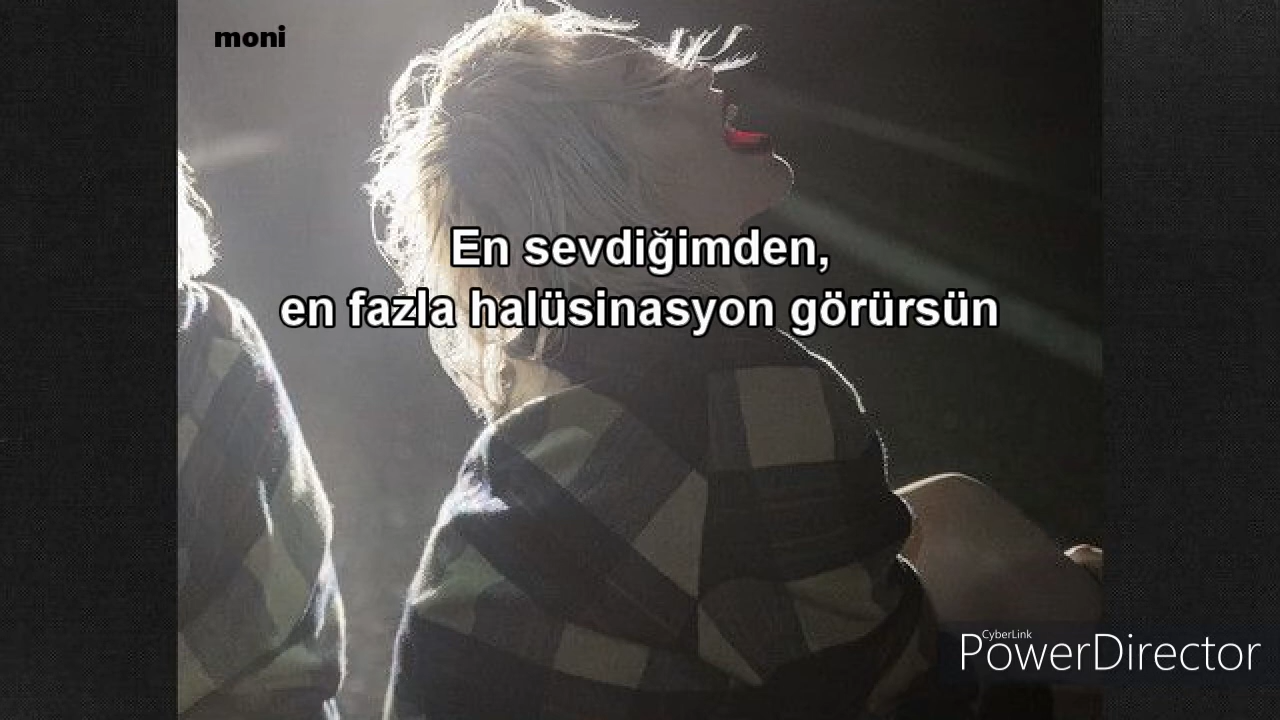 moni
En sevdiğimden,
en fazla halüsinasyon görürsün
CyberLink
PowerDirector